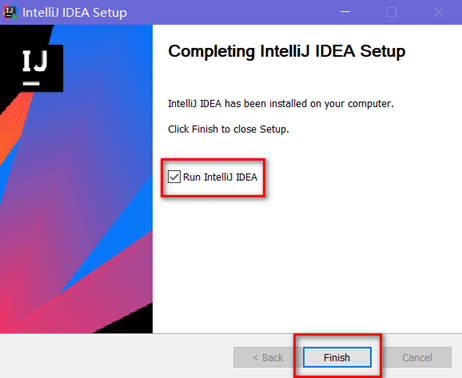 IntelliJ IDEA Setup
IJ
Completing IntelliJ IDEA Setup
IntelliJ IDEA has been installed on your computer.
Click Finish to close Setup.
Run IntelliJ IDEA
< Back
Finish
Cancel